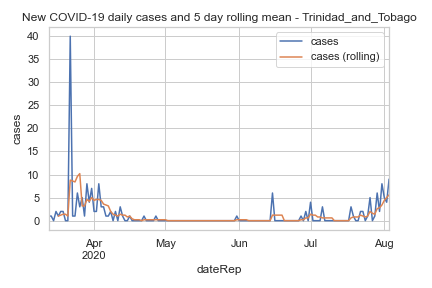 New COVID-19 daily cases and 5 day rolling mean - Trinidad_and_Tobago
cases
cases (rolling)
40
35
30
25
20
15
10
5
0
cases
Apr
2020
May
Jun
Jul
Aug
dateRep